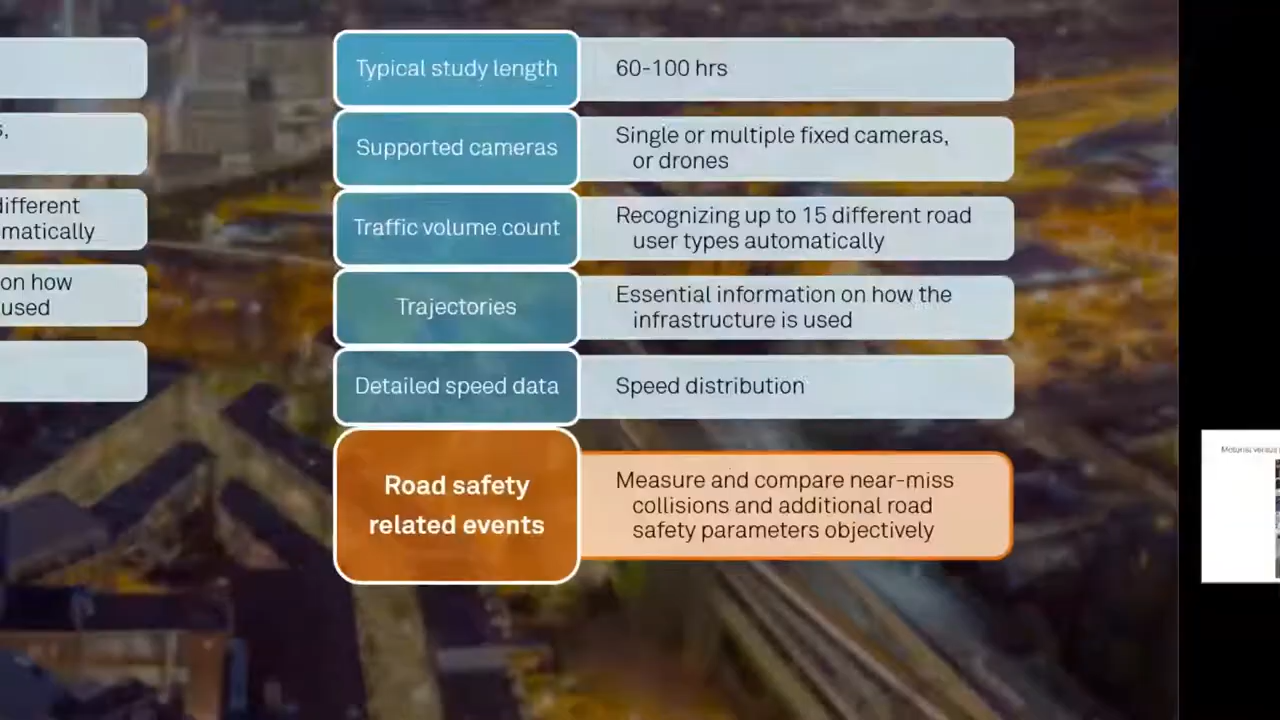 Typical study length
60-100 hrs
s,
Supported cameras
Single or multiple fixed cameras,
or drones
different
matically
Traffic volume count
Recognizing up to 15 different road
user types automatically
on how
used
Trajectories
Essential information on how the
infrastructure is used
Detailed speed data
Speed distribution
Road safety
related events
Measure and compare near-miss
collisions and additional road
safety parameters objectively